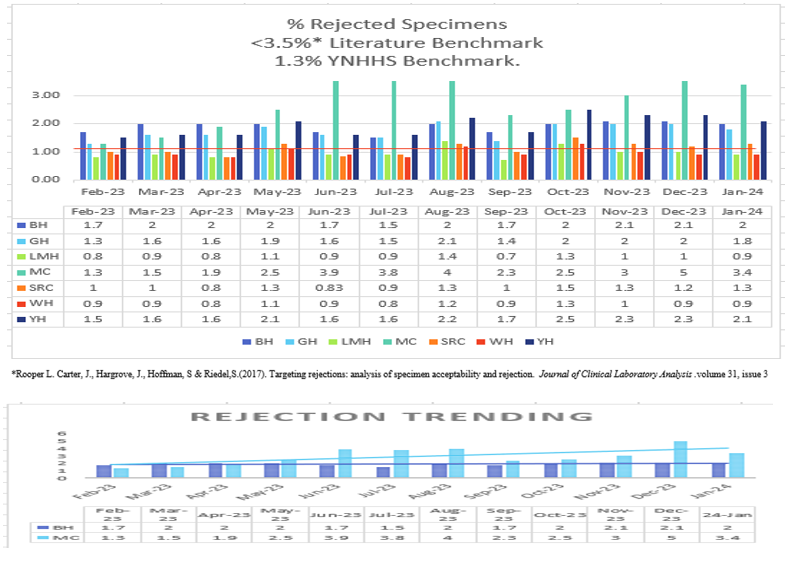 % Rejected Specimens
<3.5%* Literature Benchmark
1.3% YNHHS Benchmark.
3.00
2.00
1.00
0.00
Feb-23 Mar-23 Apr-23 May-23 Jun-23 Jul-23 Aug-23 Sep-23 Oct-23 Nov-23 Dec-23 Jan-24
Feb-23 Mar-23 Apr-23 May-23 Jun-23 Jul-23 Aug-23 Sep-23 Oct-23 Nov-23 Dec-23 Jan-24
BH 1.7 2 2 2 1.7 1.5 2 1.7 2 2.1 2.1 2
GH 1.3 1.6 1.6 1.9 1.6 1.5 2.1 1.4 2 2 2 1.8
LMH 0.8 0.9 0.8 1.1 0.9 0.9 1.4 0.7 1.3 1 1 0.9
MC 1.3 1.5 1.9 2.5 3.9 3.8 4 2.3 2.5 3 5 3.4
SRC 1 1 0.8 1.3 0.83 0.9 1.3 1 1.5 1.3 1.2 1.3
WH 0.9 0.9 0.8 1.1 0.9 0.8 1.2 0.9 1.3 1 0.9 0.9
YH 1.5 1.6 1.6 2.1 1.6 1.6 2.2 1.7 2.5 2.3 2.3 2.1
BH GH LMH MC SRC WH YH
*Rooper L. Carter, J., Hargrove, J., Hoffman, S & Riedel,S.(2017). Targeting rejections: analysis of specimen acceptability and rejection. Journal of Clinical Laboratory Analysis .volume 31, issue 3
REJECTION TRENDING
6
5
4
3
2
1
0
Feb-23 Mar-23 Apr-23 May-23 Jun-23 Jul-23 Aug-23 Sep-23 Oct-23 Nov-23 Dec-23 Jan-24
Feb-23 Mar-23 Apr-23 May-23 Jun-23 Jul-23 Aug-23 Sep-23 Oct-23 Nov-23 Dec-23 24-Jan
BH 1.7 2 2 2 1.7 1.5 2 1.7 2 2.1 2.1 2
MC 1.3 1.5 1.9 2.5 3.9 3.8 4 2.3 2.5 3 5 3.4